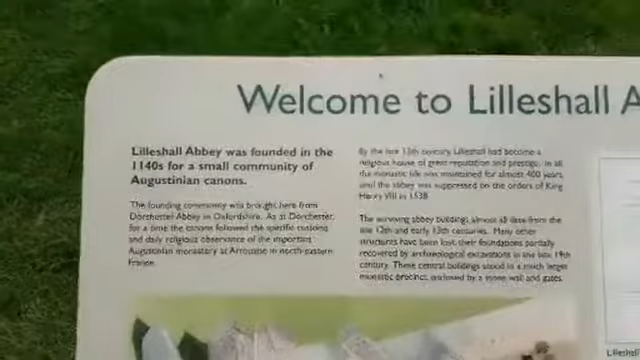 Welcome to Lilleshall A
Lilleshall Abbey was founded in the
1140s for a small community of
Augustinian canons.
The founding community was brought here from
Dorchester Abbey in Oxfordshire. As at Dorchester,
for a time the canons followed the specific customs
and daily religious observance of the important
Augustinian monastery at Arrouaise in north-eastern
France.
By the late 13th century, Lilleshall had become a
religious house of great reputation and prestige. In all
the monastic life was maintained for almost 400 years
until the abbey was suppressed on the orders of King
Henry VIII in 1538
The surviving abbey buildings almost all date from the
late 12th and early 13th centuries. Many other
structures have been lost, their foundations partially
recovered by archaeological excavations in the late 19th
century. These central buildings stood in a much larger
monastic precinct, enclosed by a stone wall and gates.
Lilleshall